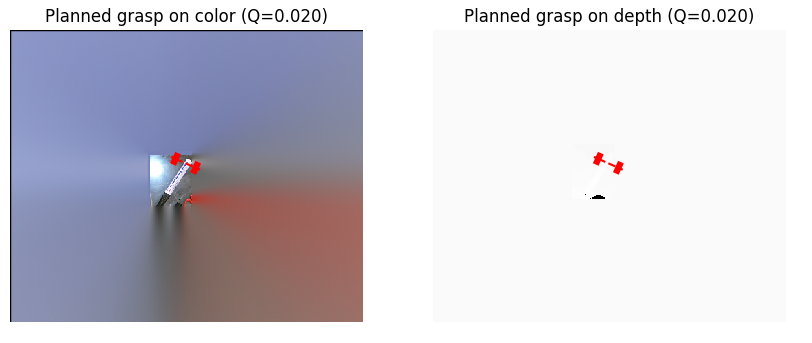 Planned grasp on color (Q=0.020)
Planned grasp on depth (Q=0.020)